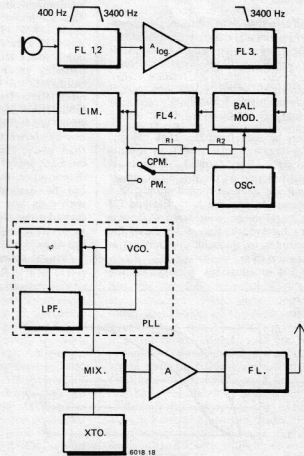 400 Hz
3400 Hz
3400 Hz
FL 1,2
A log.
FL3.
LIM.
FL4.
BAL. MOD.
R1
R2
CPM.
PM.
OSC.
φ
VCO.
LPF.
PLL
MIX.
A
FL.
XTO.
6018 18